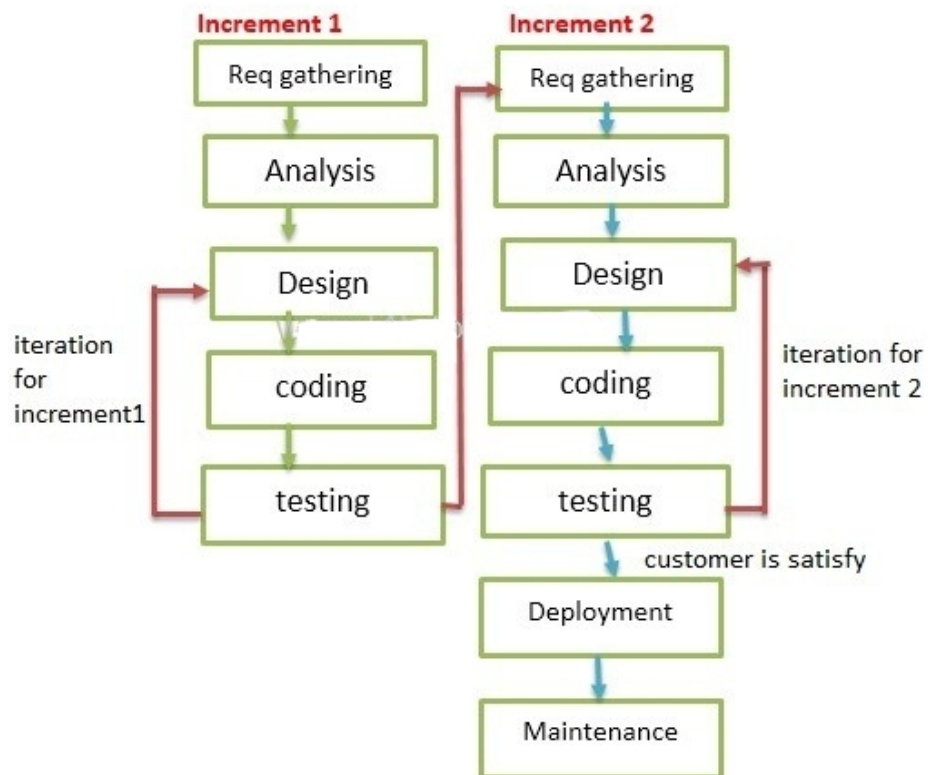 Increment 1
Req gathering
Analysis
Design
coding
testing
iteration
for
increment1
Increment 2
Req gathering
Analysis
Design
coding
testing
iteration for
increment 2
customer is satisfy
Deployment
Maintenance